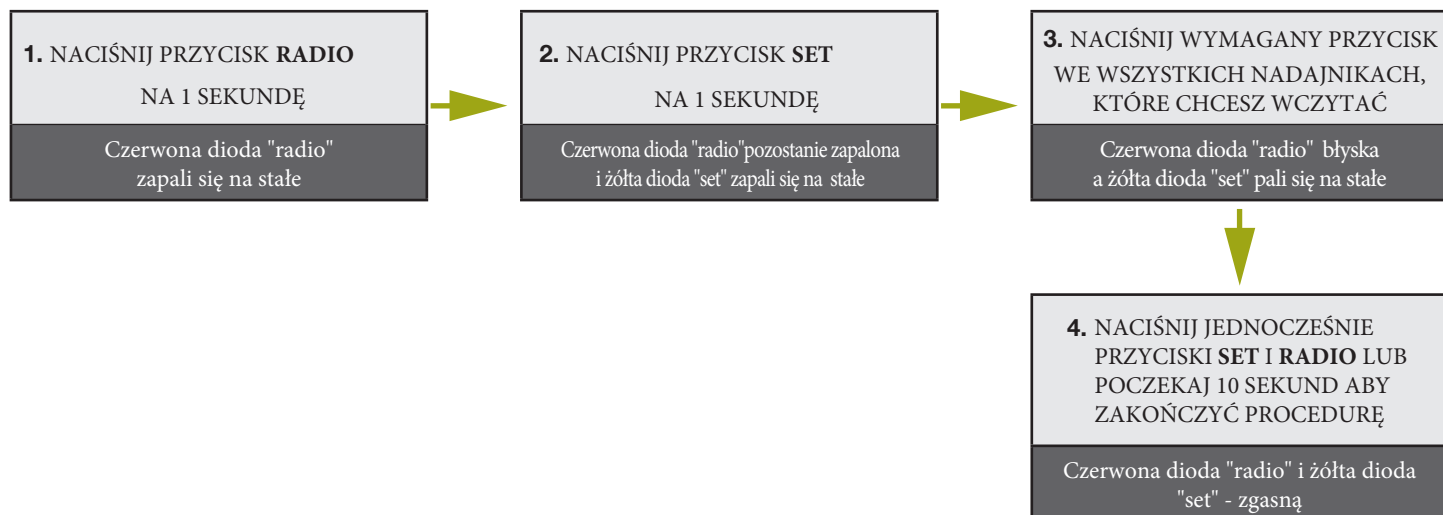 1. NACIŚNIJ PRZYCISK RADIO
NA 1 SEKUNDĘ
Czerwona dioda "radio"
zapali się na stałe
2. NACIŚNIJ PRZYCISK SET
NA 1 SEKUNDĘ
Czerwona dioda "radio"pozostanie zapalona
i żółta dioda "set" zapali się na stałe
3. NACIŚNIJ WYMAGANY PRZYCISK
WE WSZYSTKICH NADAJNIKACH,
KTÓRE CHCESZ WCZYTAĆ
Czerwona dioda "radio" błyska
a żółta dioda "set" pali się na stałe
4. NACIŚNIJ JEDNOCZEŚNIE
PRZYCISKI SET I RADIO LUB
POCZEKAJ 10 SEKUND ABY
ZAKOŃCZYĆ PROCEDURĘ
Czerwona dioda "radio" i żółta dioda
"set" - zgasną